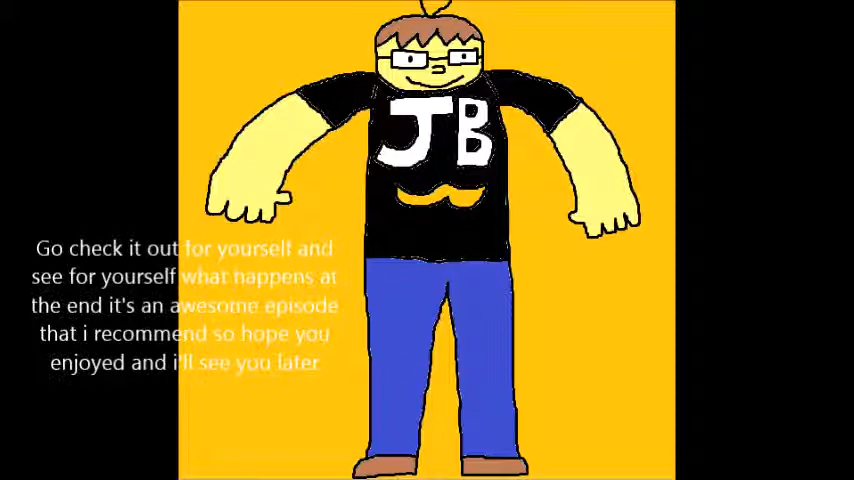 JB
Go check it out for yourself and
see for yourself what happens at
the end it's an awesome episode
that i recommend so hope you
enjoyed and i'll see you later